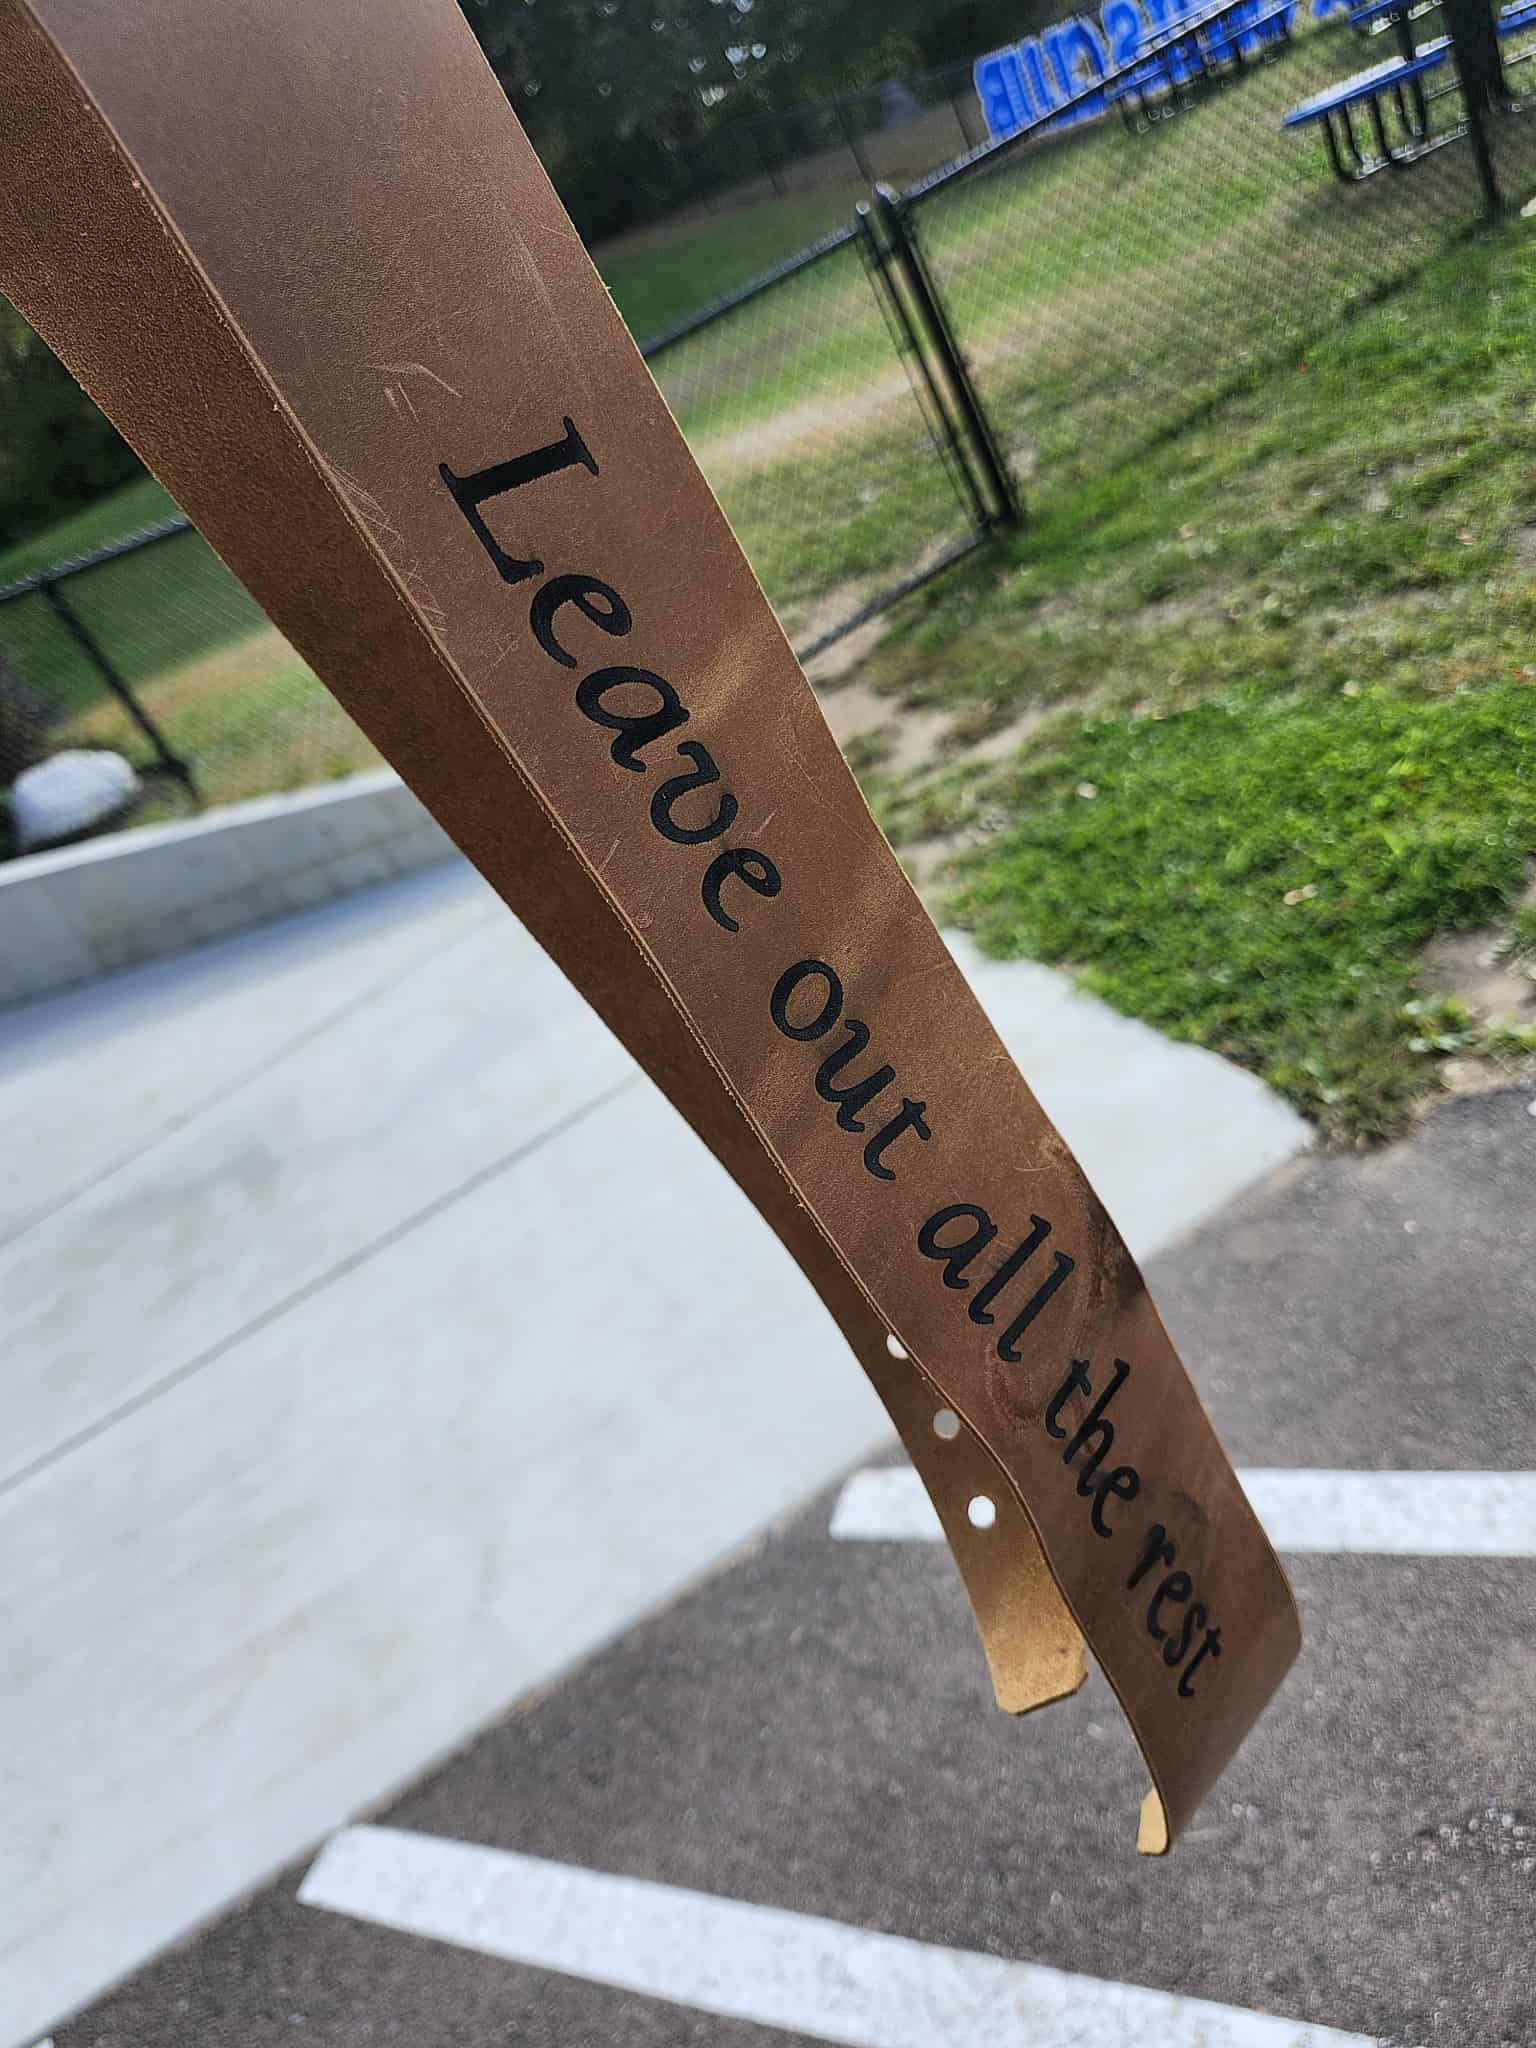 Leave out all the rest